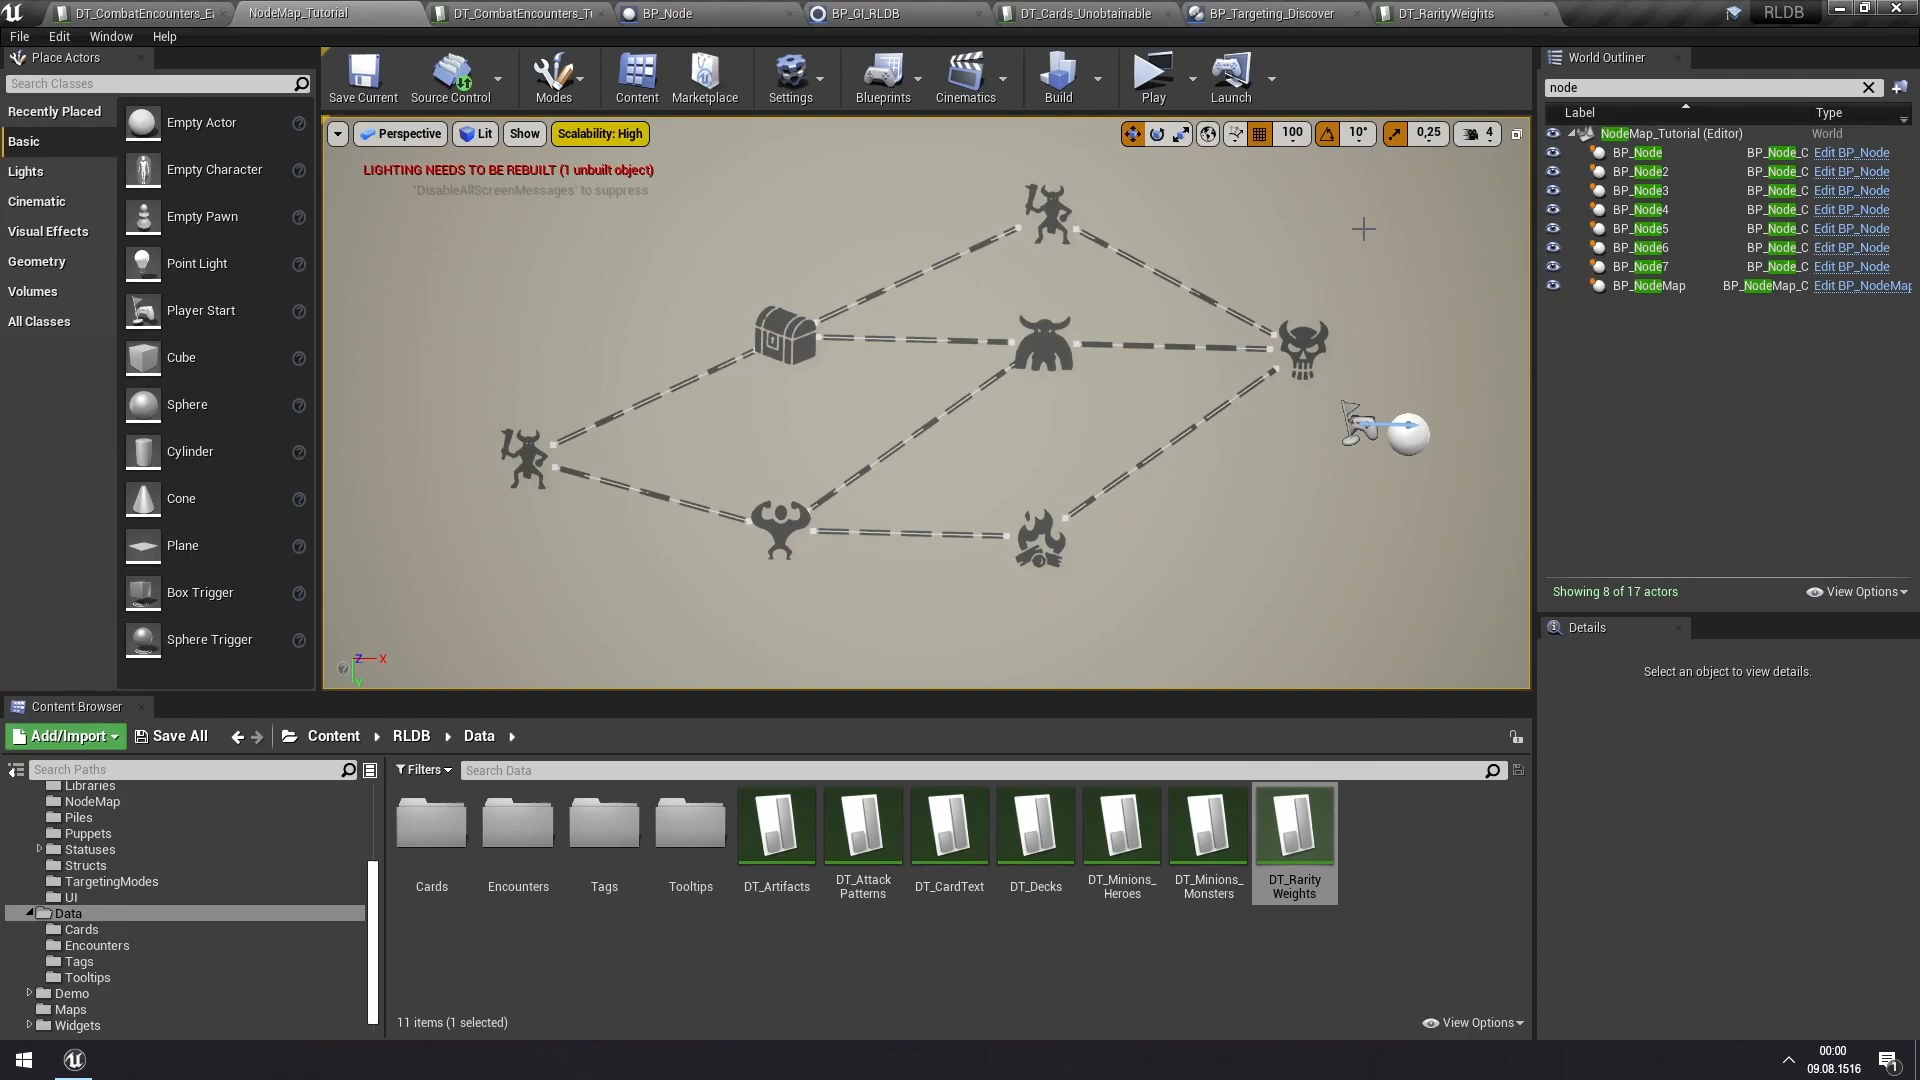 DT_CombatEncounters_Ea
NodeMap_Tutorial
DT_CombatEncounters_Tu
BP_Node
BP_GI_RLDB
DT_Cards_Unobtainable
BP_Targeting_Discover
DT_RarityWeights
RLDB
File Edit Window Help
Place Actors
Search Classes
Recently Placed
Basic
Lights
Cinematic
Visual Effects
Geometry
Volumes
All Classes
Empty Actor
Empty Character
Empty Pawn
Point Light
Player Start
Cube
Sphere
Cylinder
Cone
Plane
Box Trigger
Sphere Trigger
Save Current
Source Control
Modes
Content
Marketplace
Settings
Blueprints
Cinematics
Build
Play
Launch
Perspective Lit Show Scalability: High
100 10° 0,25 4
LIGHTING NEEDS TO BE REBUILT (1 unbuilt object)
'DisableAllScreenMessages' to suppress
Z X
Y
World Outliner
node
Label Type
NodeMap_Tutorial (Editor) World
BP_Node BP_Node_C Edit BP_Node
BP_Node2 BP_Node_C Edit BP_Node
BP_Node3 BP_Node_C Edit BP_Node
BP_Node4 BP_Node_C Edit BP_Node
BP_Node5 BP_Node_C Edit BP_Node
BP_Node6 BP_Node_C Edit BP_Node
BP_Node7 BP_Node_C Edit BP_Node
BP_NodeMap BP_NodeMap_C Edit BP_NodeMap
Showing 8 of 17 actors View Options
Details
Select an object to view details.
Content Browser
Add/Import Save All Content RLDB Data
Search Paths
Filters Search Data
Libraries
NodeMap
Piles
Puppets
Statuses
Structs
TargetingModes
UI
Data
Cards
Encounters
Tags
Tooltips
Demo
Maps
Widgets
Cards
Encounters
Tags
Tooltips
DT_Artifacts
DT_Attack
Patterns
DT_CardText
DT_Decks
DT_Minions_
Heroes
DT_Minions_
Monsters
DT_Rarity
Weights
11 items (1 selected) View Options
00:00
09.08.1516
1